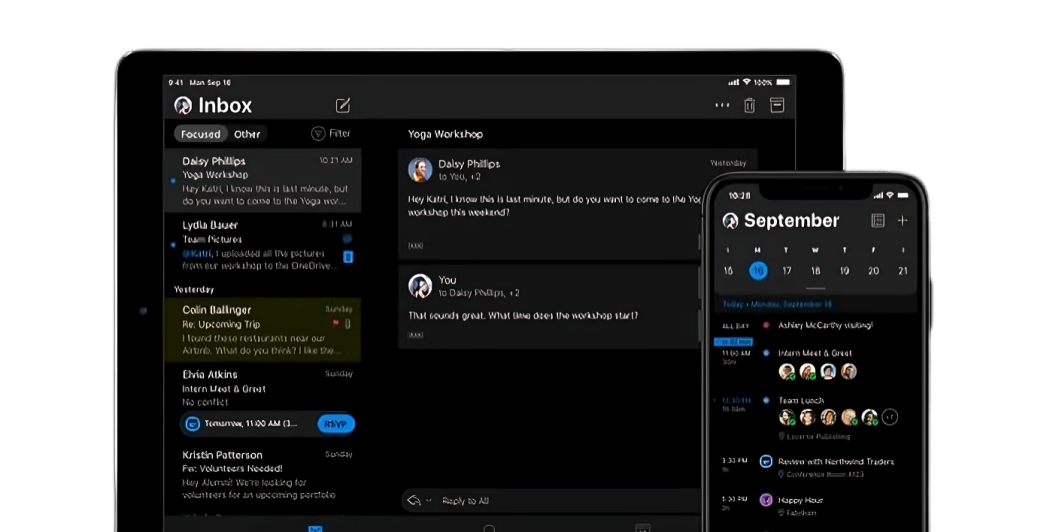 9:41 Mon Sep 16
100%
Inbox
Focused
Other
Filter
Daisy Phillips
10:21 AM
Yoga Workshop
Hey Katri, I know this is last minute, but
do you want to come to the Yoga wor...
Lydia Bauer
8:31 AM
Team Pictures
@Katri, I uploaded all the pictures
from our workshop to the OneDrive...
Yesterday
Colin Ballinger
Sunday
Re: Upcoming Trip
I found these restaurants near our
Airbnb. What do you think? I like the...
Elvia Atkins
Sunday
Intern Meet & Greet
No conflict
Tomorrow, 11:00 AM
RSVP
Kristin Patterson
Sunday
Fw: Volunteers Needed!
Hey Alumni! We're looking for
volunteers for an upcoming portfolio
Yoga Workshop
Daisy Phillips
Yesterday
to You, +2
Hey Katri, I know this is last minute, but do you want to come to the
workshop this weekend?
You
to Daisy Phillips, +2
That sounds great. What time does the workshop start?
Reply to All
10:28
September
M T W T F
15 16 17 18 19 20 21
Today • Monday, September 16
ALL DAY
Ashley McCarthy visiting!
11:00 AM
Intern Meet & Greet
12:30 PM
Team Lunch
Review with Northwind Traders
Conference Room
5:30 PM
Happy Hour
Fabrikam